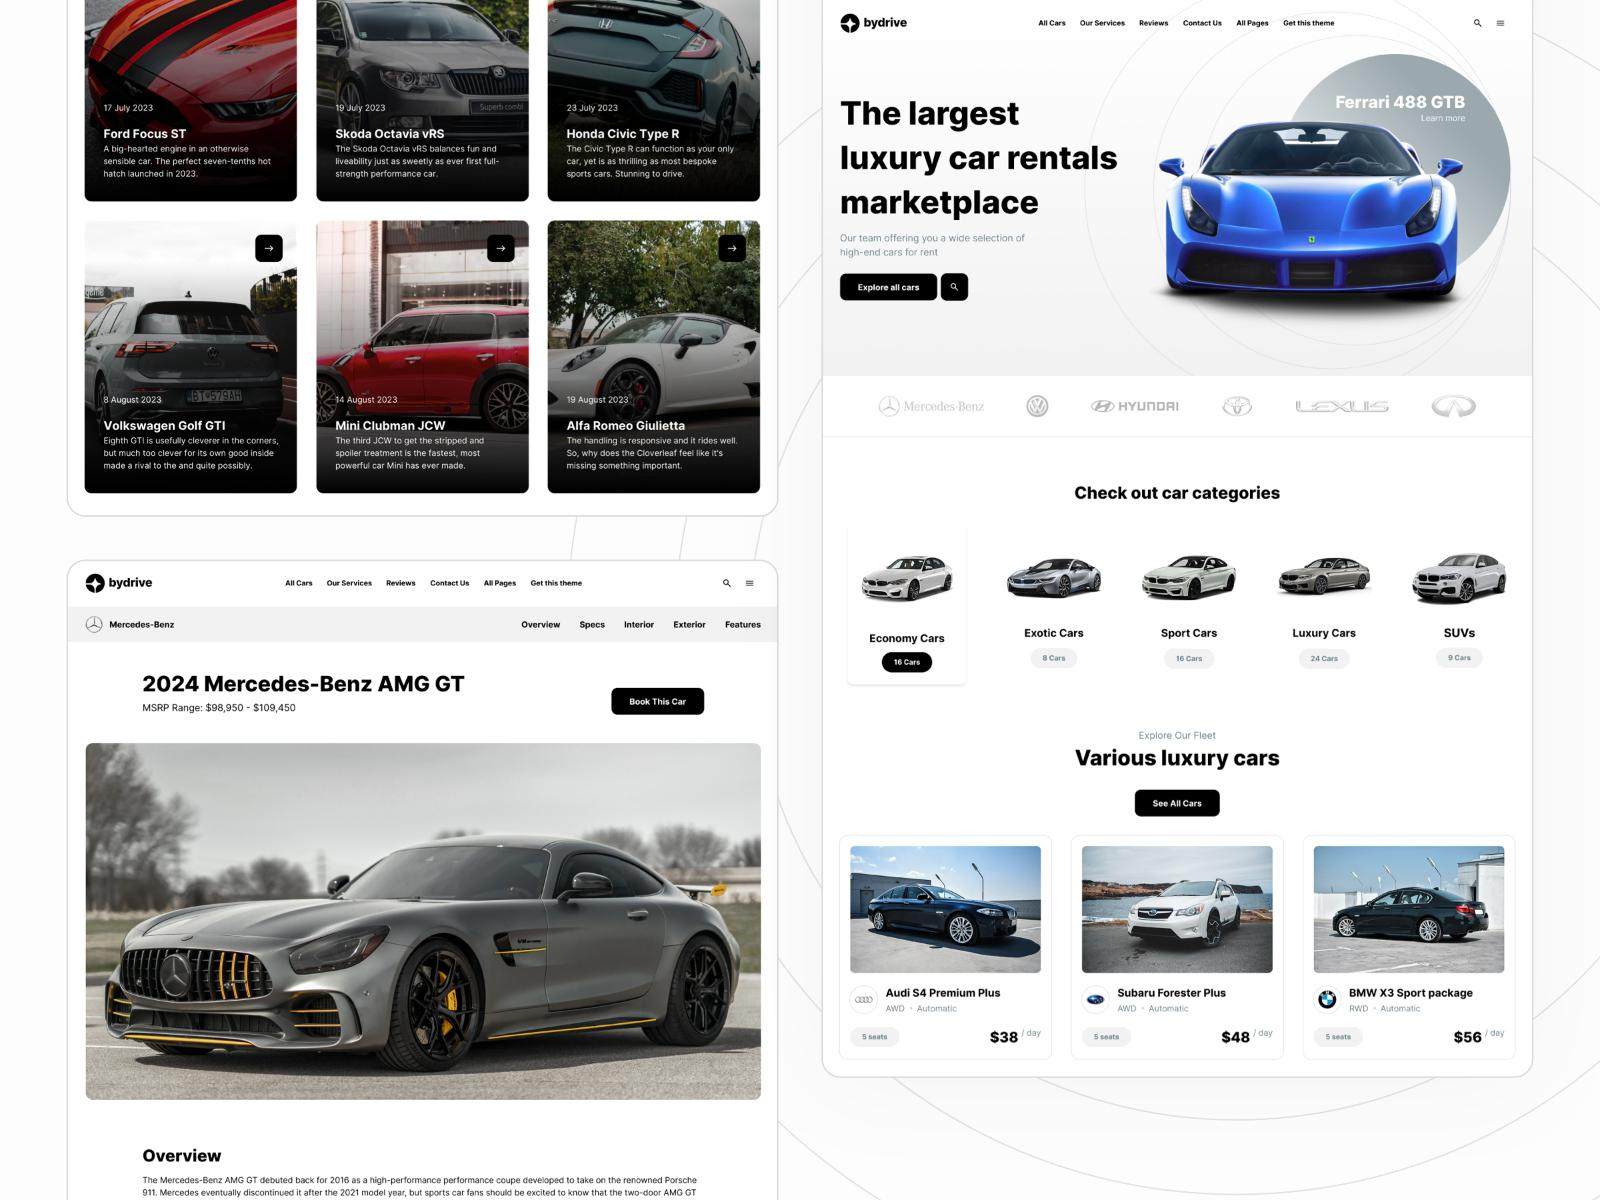 17 July 2023
Ford Focus ST
A big-hearted engine in an otherwise
sensible car. The perfect seven-tenths hot
hatch launched in 2023.
Superb combi
19 July 2023
Skoda Octavia vRS
The Skoda Octavia vRS balances fun and
liveability just as sweetly as ever first full-
strength performance car.
23 July 2023
Honda Civic Type R
The Civic Type R can function as your only
car, yet is as thrilling as most bespoke
sports cars. Stunning to drive.
8 August 2023
Volkswagen Golf GTI
Eighth GTI is usefully cleverer in the corners,
but much too clever for its own good inside
made a rival to the and quite possibly.
14 August 2023
Mini Clubman JCW
The third JCW to get the stripped and
spoiler treatment is the fastest, most
powerful car Mini has ever made.
19 August 2023
Alfa Romeo Giulietta
The handling is responsive and it rides well.
So, why does the Cloverleaf feel like it's
missing something important.
bydrive
All Cars Our Services Reviews Contact Us All Pages Get this theme
Mercedes-Benz
Overview Specs Interior Exterior Features
2024 Mercedes-Benz AMG GT
MSRP Range: $98,950 - $109,450
Book This Car
Overview
The Mercedes-Benz AMG GT debuted back for 2016 as a high-performance performance coupe developed to take on the renowned Porsche
911. Mercedes eventually discontinued it after the 2021 model year, but sports car fans should be excited to know that the two-door AMG GT
bydrive
All Cars Our Services Reviews Contact Us All Pages Get this theme
The largest
luxury car rentals
marketplace
Our team offering you a wide selection of
high-end cars for rent
Explore all cars
Ferrari 488 GTB
Learn more
Mercedes-Benz HYUNDAI LEXUS
Check out car categories
Economy Cars
16 Cars
Exotic Cars
8 Cars
Sport Cars
16 Cars
Luxury Cars
24 Cars
SUVs
9 Cars
Explore Our Fleet
Various luxury cars
See All Cars
Audi S4 Premium Plus
AWD • Automatic
5 seats
$38 / day
Subaru Forester Plus
AWD • Automatic
5 seats
$48 / day
BMW X3 Sport package
RWD • Automatic
5 seats
$56 / day